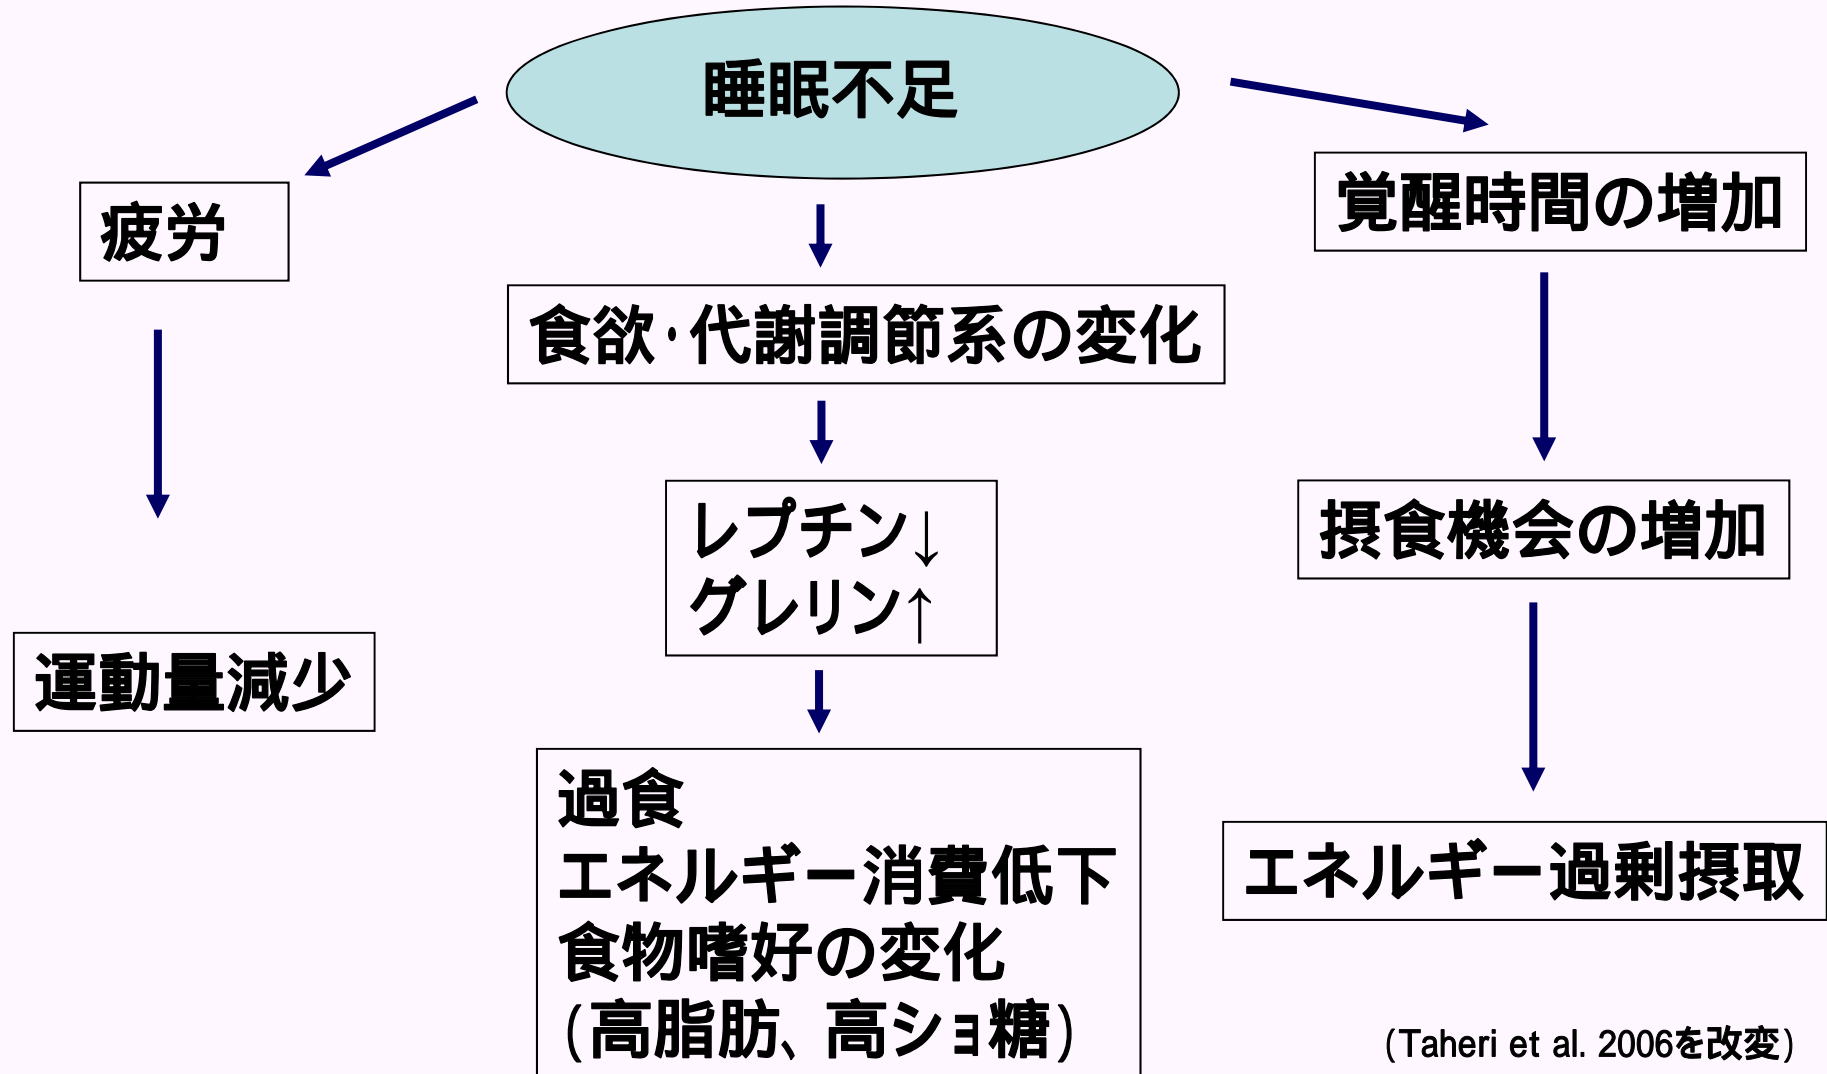 睡眠不足
疲労
覚醒時間の増加
食欲･代謝調節系の変化
レプチン↓
グレリン↑
摂食機会の増加
運動量減少
過食
エネルギー消費低下
食物嗜好の変化
(高脂肪、高ショ糖)
エネルギー過剰摂取
(Taheri et al. 2006を改変)